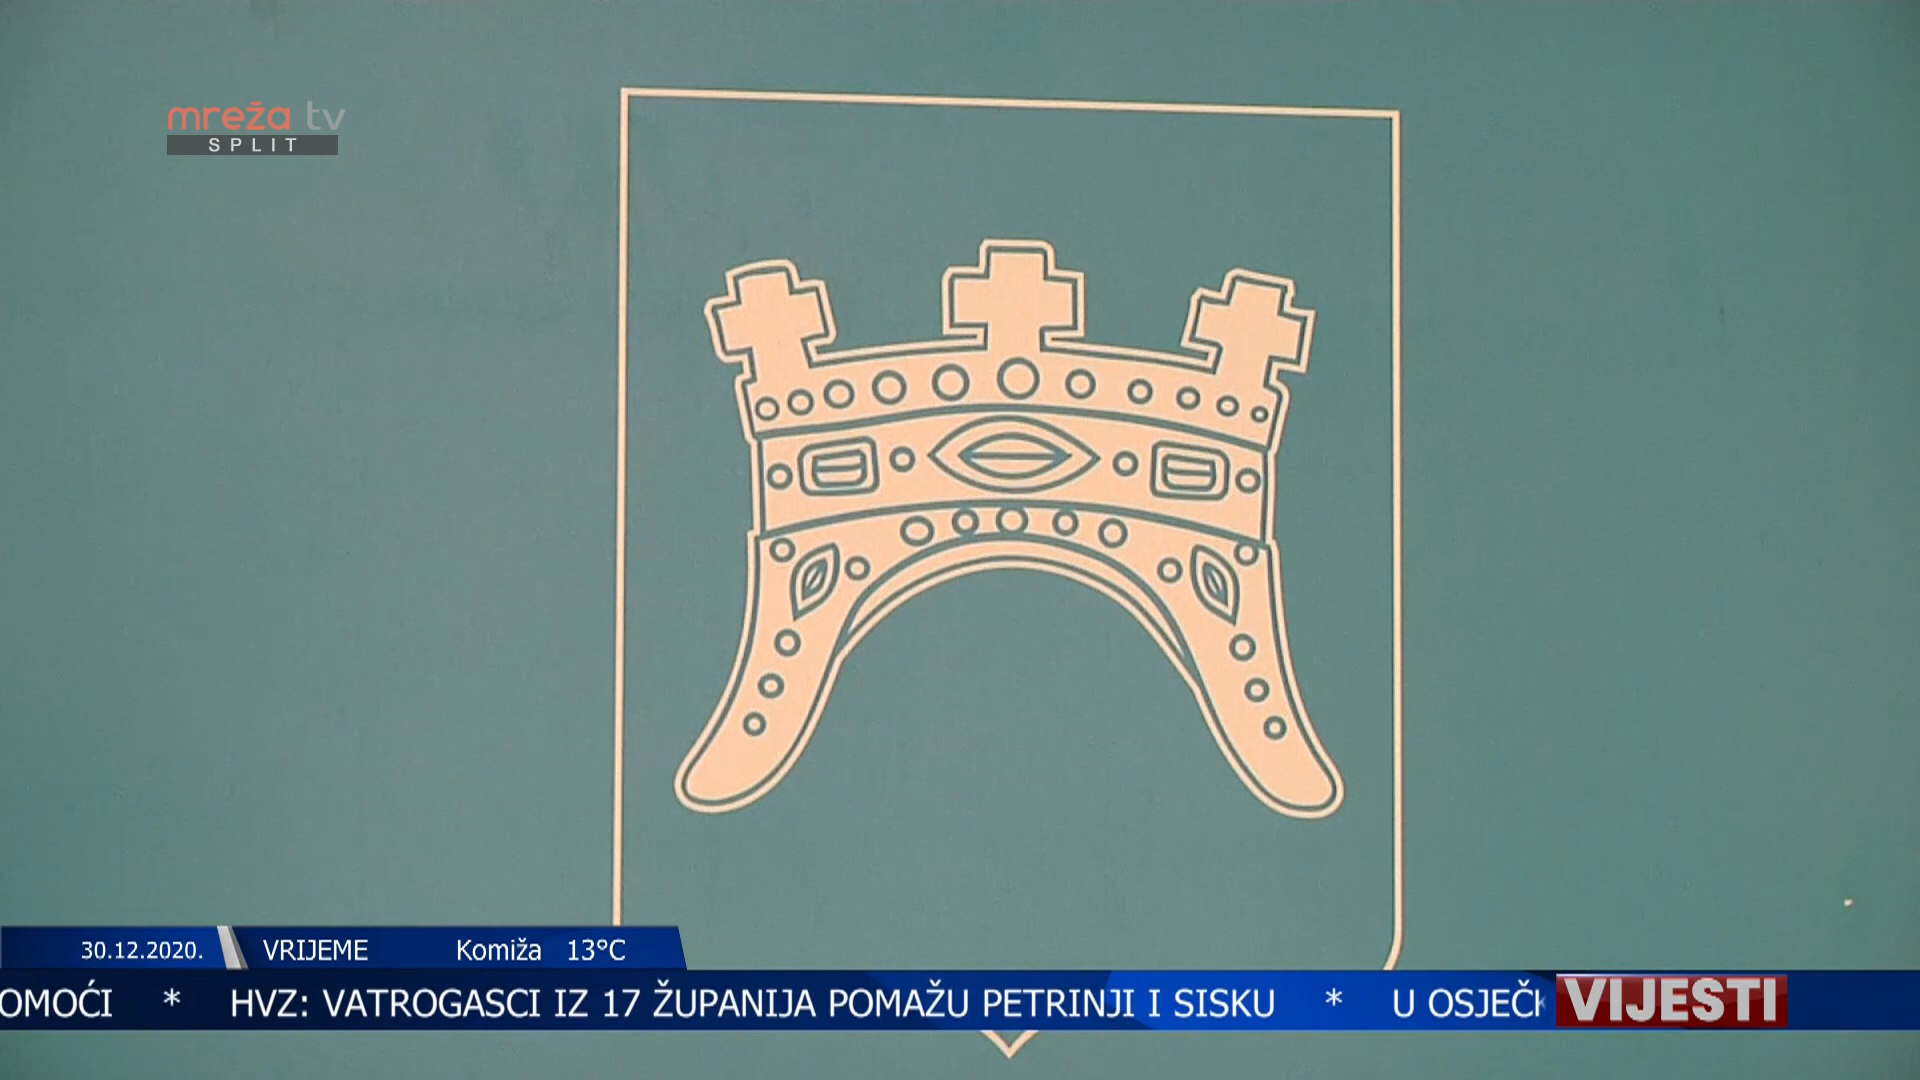 mreža tv
SPLIT
30.12.2020. VRIJEME Komiža 13°C
OMOĆI * HVZ: VATROGASCI IZ 17 ŽUPANIJA POMAŽU PETRINJI I SISKU * U OSJEČ
VIJESTI